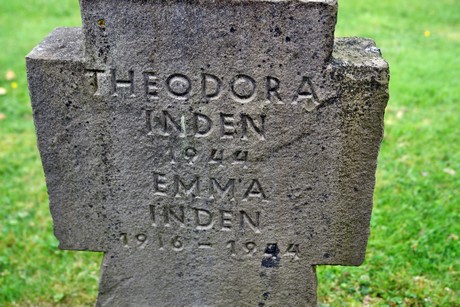 THEODORA
INDEN
1944
EMMA
INDEN
1916 - 1944